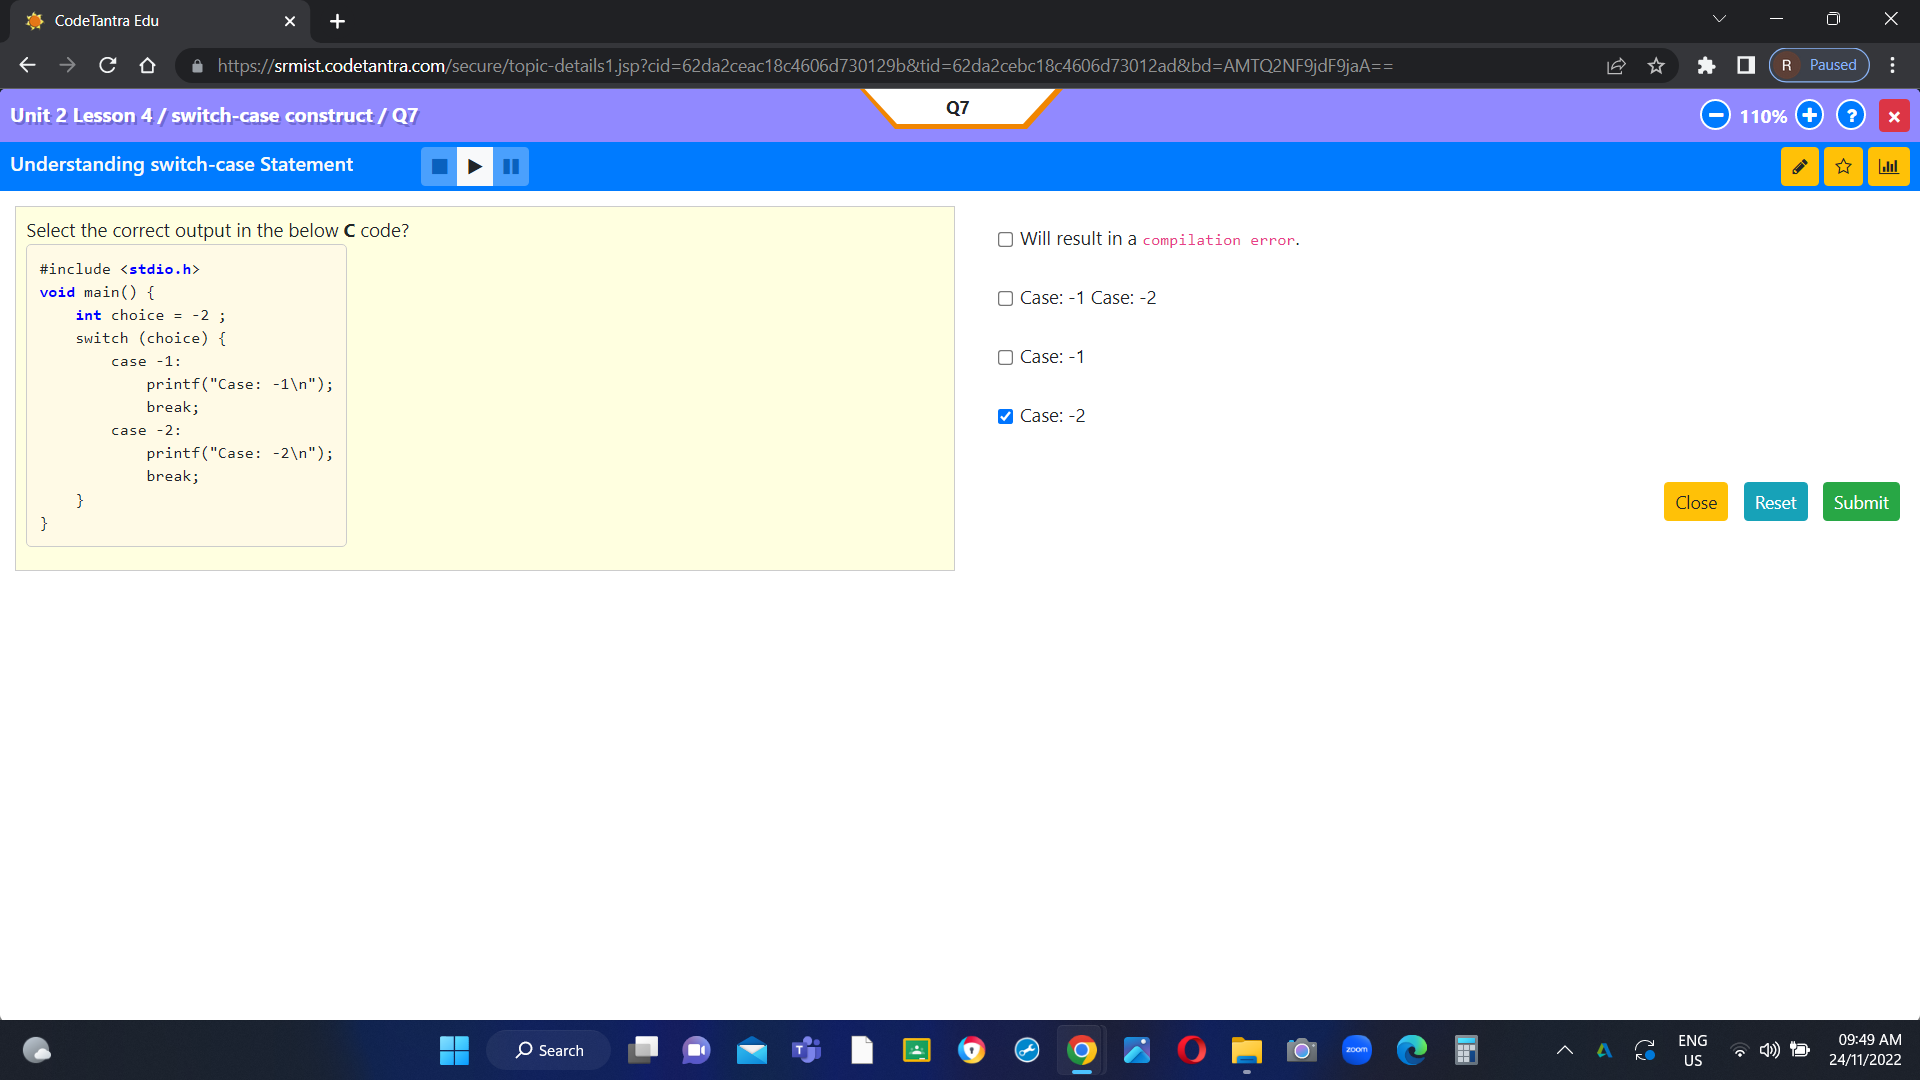 CodeTantra Edu
https://srmist.codetantra.com/secure/topic-details1.jsp?cid=62da2ceac18c4606d730129b&tid=62da2cebc18c4606d73012ad&bd=AMTQ2NF9jdF9jaA==
R Paused
Unit 2 Lesson 4 / switch-case construct / Q7
Q7
110%
?
Understanding switch-case Statement
Select the correct output in the below C code?
#include <stdio.h>
void main() {
int choice = -2 ;
switch (choice) {
case -1:
printf("Case: -1\n");
break;
case -2:
printf("Case: -2\n");
break;
}
}
Will result in a compilation error.
Case: -1 Case: -2
Case: -1
Case: -2
Close
Reset
Submit
Search
zoom
ENG
US
09:49 AM
24/11/2022